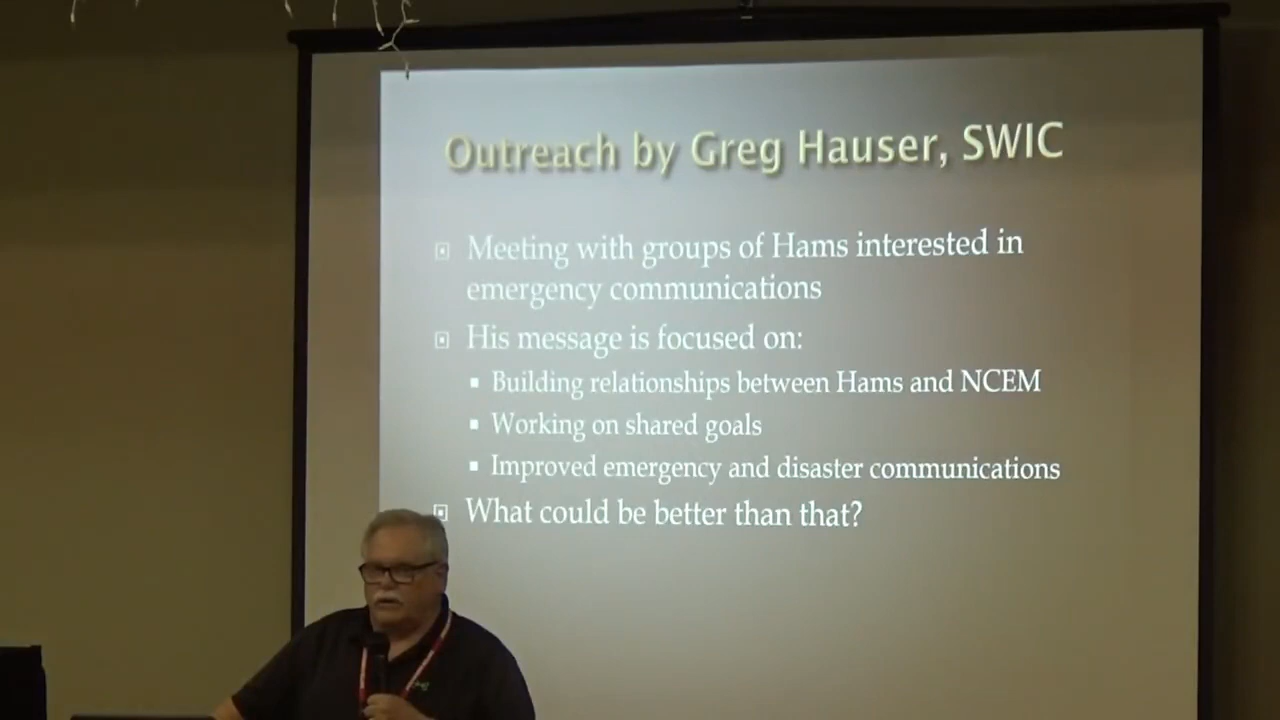 Outreach by Greg Hauser, SWIC
Meeting with groups of Hams interested in
emergency communications
His message is focused on:
Building relationships between Hams and NCEM
Working on shared goals
Improved emergency and disaster communications
What could be better than that?